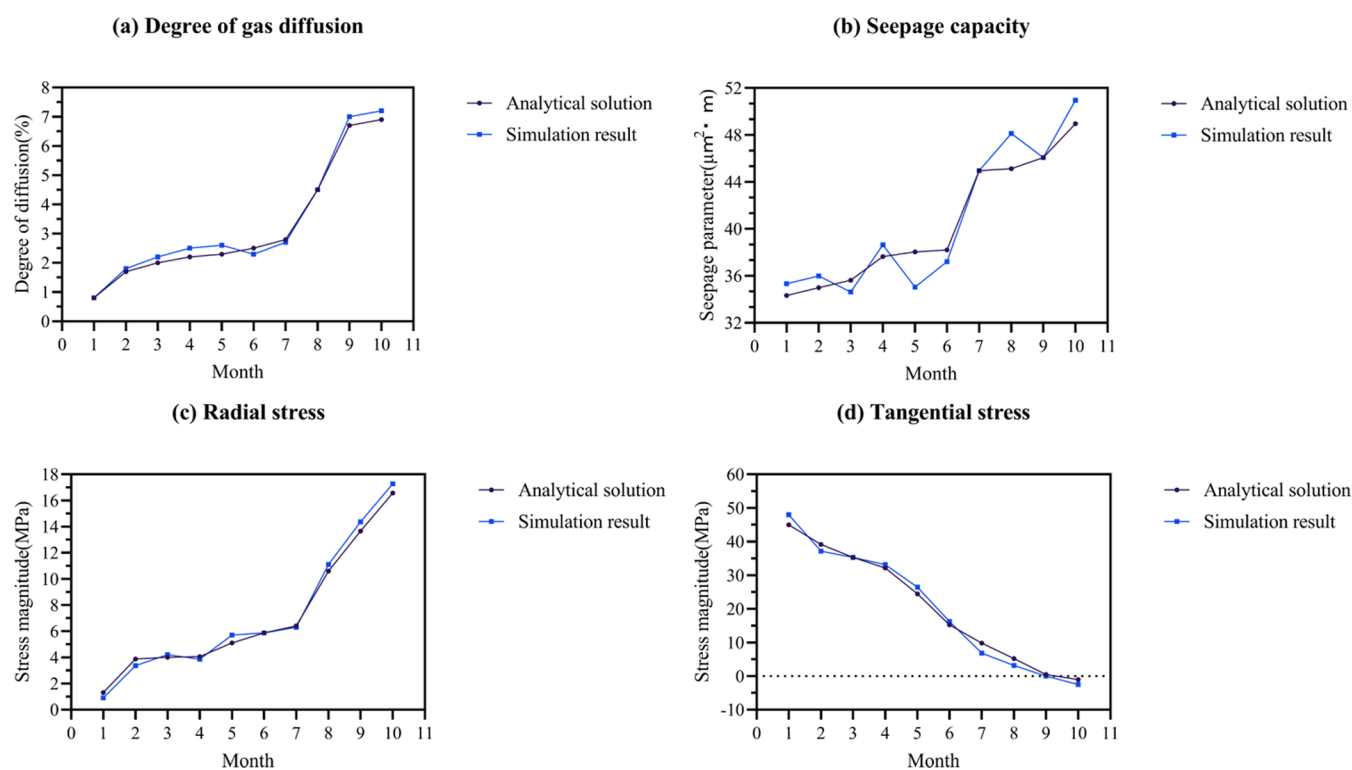 (a) Degree of gas diffusion
Degree of diffusion(%)
8
7
6
5
4
3
2
1
0
0 1 2 3 4 5 6 7 8 9 10 11
Month
Analytical solution
Simulation result
(b) Seepage capacity
Seepage parameter(μm²· m)
52
48
44
40
36
32
0 1 2 3 4 5 6 7 8 9 10 11
Month
Analytical solution
Simulation result
(c) Radial stress
Stress magnitude(MPa)
18
16
14
12
10
8
6
4
2
0
0 1 2 3 4 5 6 7 8 9 10 11
Month
Analytical solution
Simulation result
(d) Tangential stress
Stress magnitude(MPa)
60
50
40
30
20
10
0
-10
0 1 2 3 4 5 6 7 8 9 10 11
Month
Analytical solution
Simulation result